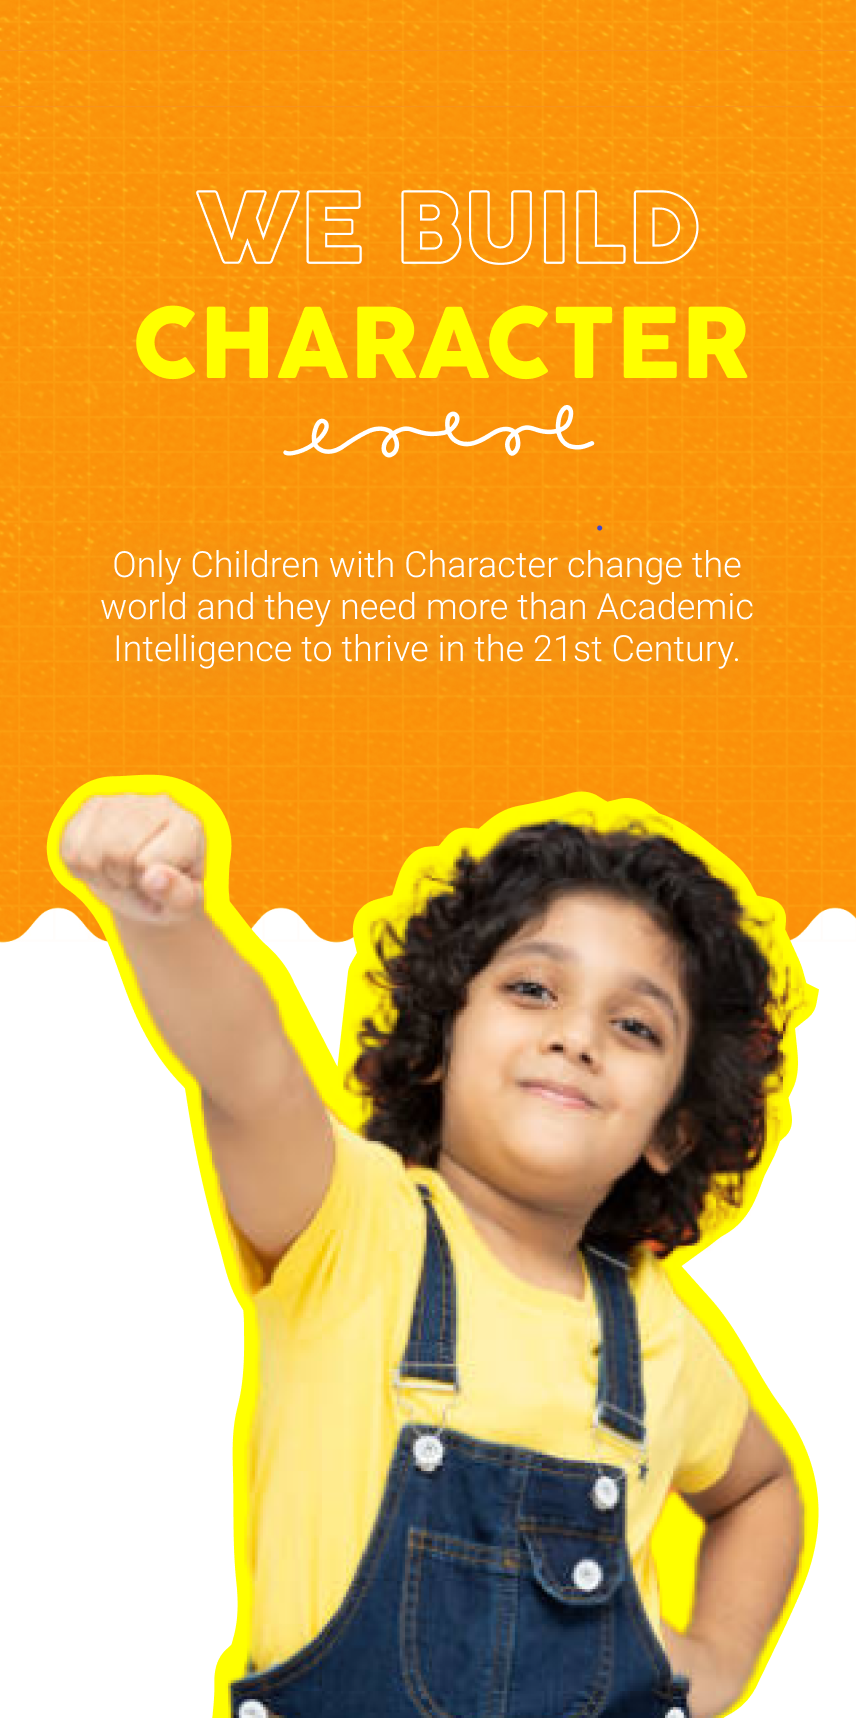 WE BUILD
CHARACTER
Only Children with Character change the
world and they need more than Academic
Intelligence to thrive in the 21st Century.